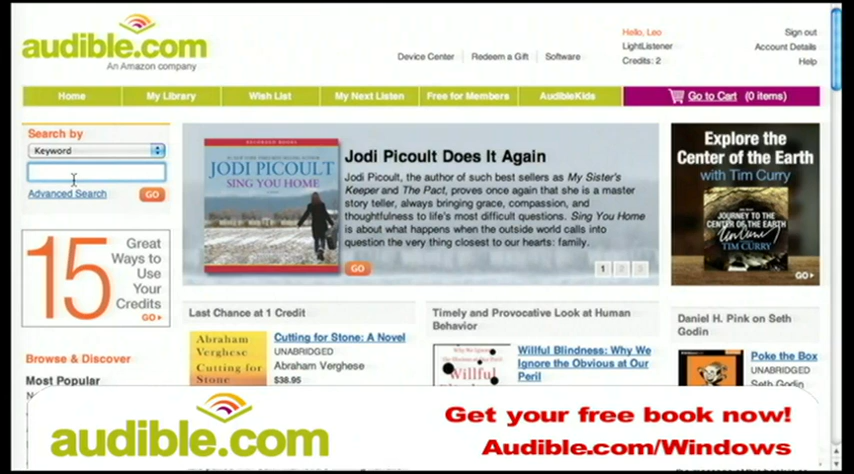 audible.com
An Amazon company
Device Center
Redeem a Gift
Software
Hello, Leo
LightListener
Credits: 2
Sign out
Account Details
Help
Home
My Library
Wish List
My Next Listen
Free for Members
AudibleKids
Go to Cart (0 items)
Search by
Keyword
Advanced Search
GO
15
Great
Ways to
Use
Your
Credits
GO
Browse & Discover
Most Popular
RECORDED BOOKS
JODI PICOULT
SING YOU HOME
Jodi Picoult Does It Again
Jodi Picoult, the author of such best sellers as My Sister's
Keeper and The Pact, proves once again that she is a master
story teller, always bringing grace, compassion, and
thoughtfulness to life's most difficult questions. Sing You Home
is about what happens when the outside world calls into
question the very thing closest to our hearts: family.
GO
1 2 3
Explore the
Center of the Earth
with Tim Curry
JOURNEY TO THE
CENTER OF THE EARTH
TIM CURRY
GO
Last Chance at 1 Credit
Abraham
Verghese
Cutting for
Stone
Cutting for Stone: A Novel
UNABRIDGED
Abraham Verghese
$38.95
Timely and Provocative Look at Human
Behavior
Willful
Willful Blindness: Why We
Ignore the Obvious at Our
Peril
Daniel H. Pink on Seth
Godin
Poke the Box
UNABRIDGED
Seth Godin
audible.com
Get your free book now!
Audible.com/Windows